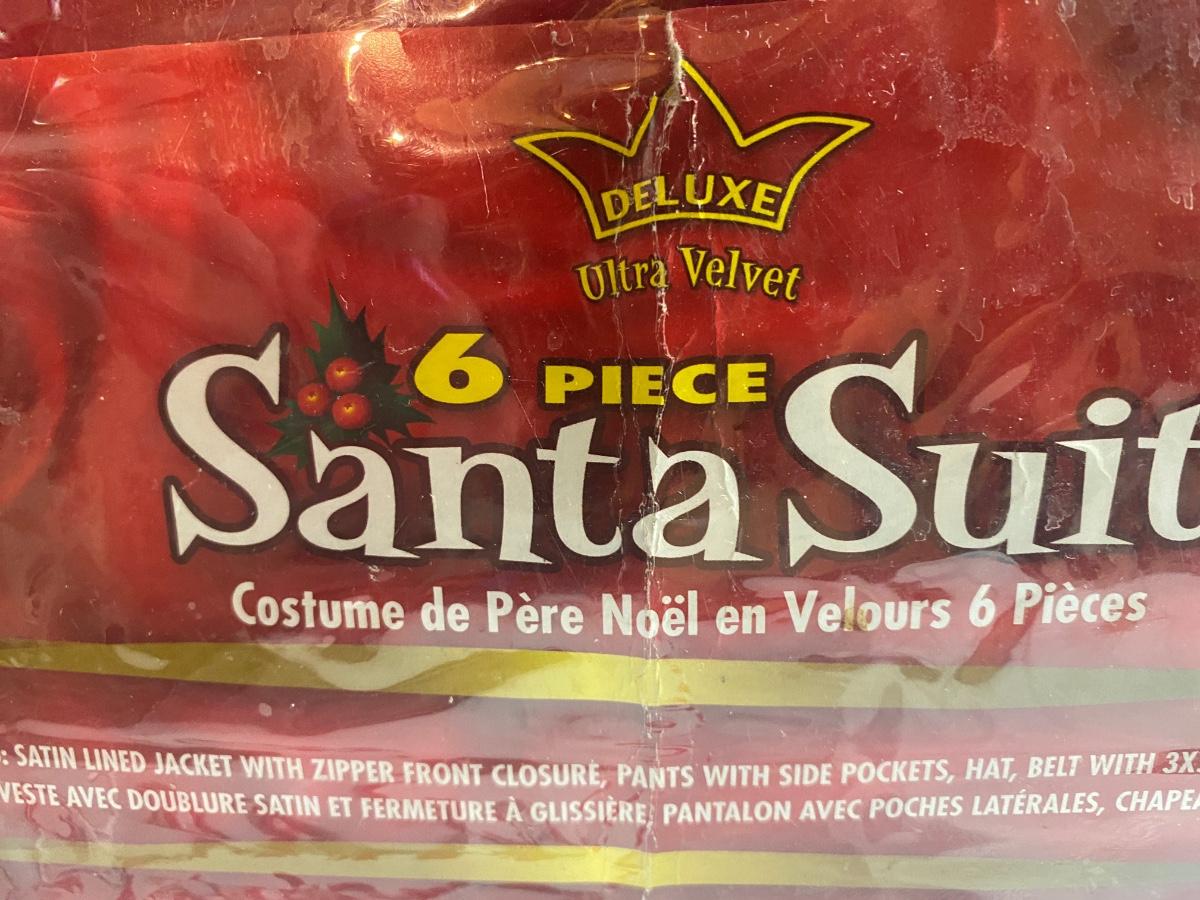 DELUXE
Ultra Velvet
6 PIECE
Santa Suit
Costume de Père Noël en Velours 6 Pièces
: SATIN LINED JACKET WITH ZIPPER FRONT CLOSURE, PANTS WITH SIDE POCKETS, HAT, BELT WITH
VESTE AVEC DOUBLURE SATIN ET FERMETURE À GLISSIÈRE, PANTALON AVEC POCHES LATÉRALES,